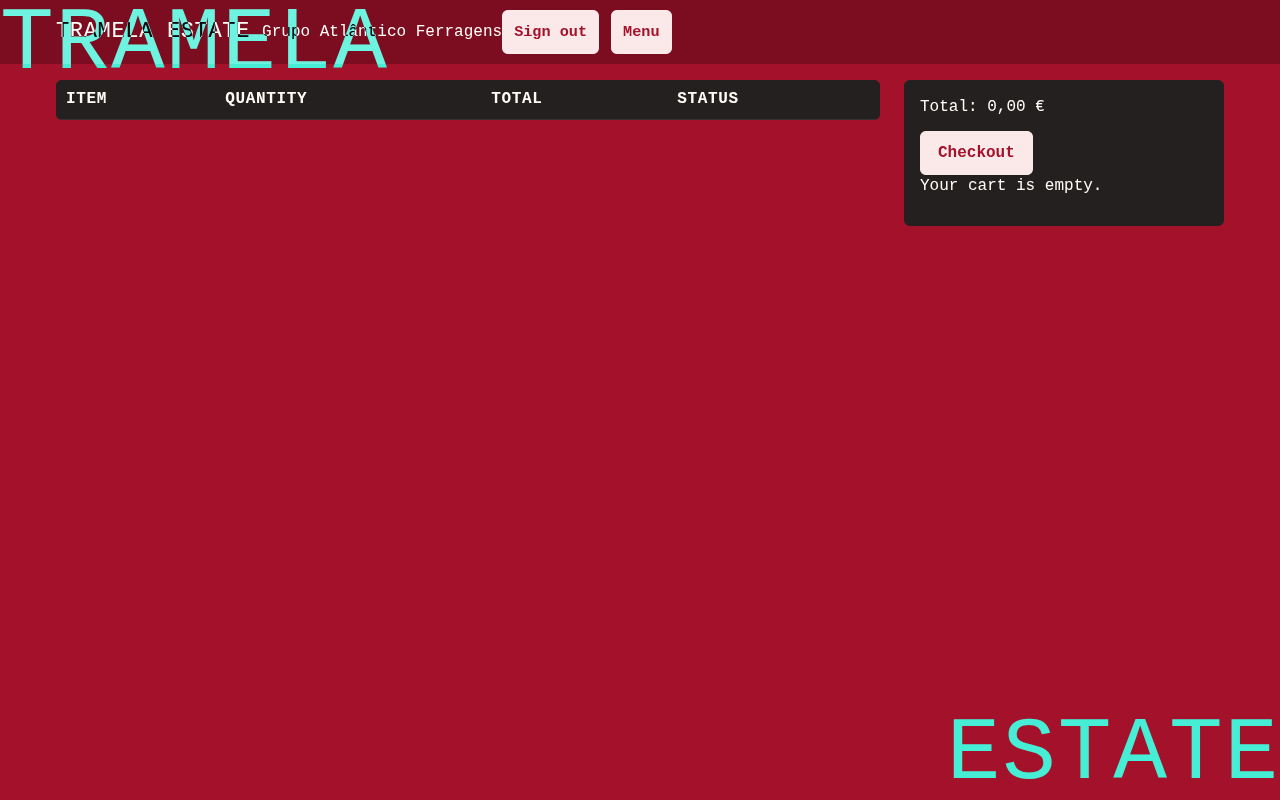 TRAMELA
TRAMELA ESTATE Grupo Atlântico Ferragens Sign out Menu
ITEM QUANTITY TOTAL STATUS
Total: 0,00 €
Checkout
Your cart is empty.
ESTATE